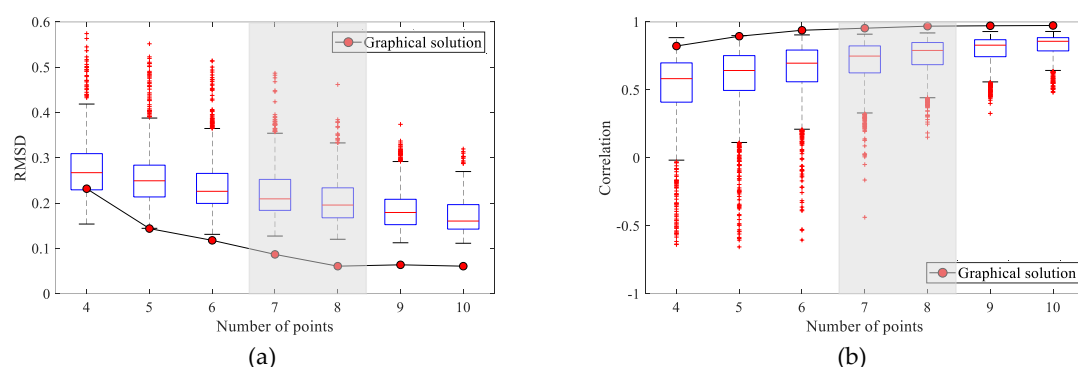 0.6
0.5
0.4
0.3
0.2
0.1
0
RMSD
Graphical solution
4 5 6 7 8 9 10
Number of points
(a)
1
0.5
0
-0.5
-1
Correlation
Graphical solution
4 5 6 7 8 9 10
Number of points
(b)